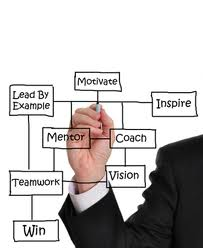 Motivate
Lead By
Example
Inspire
Mentor
Coach
Teamwork
Vision
Win